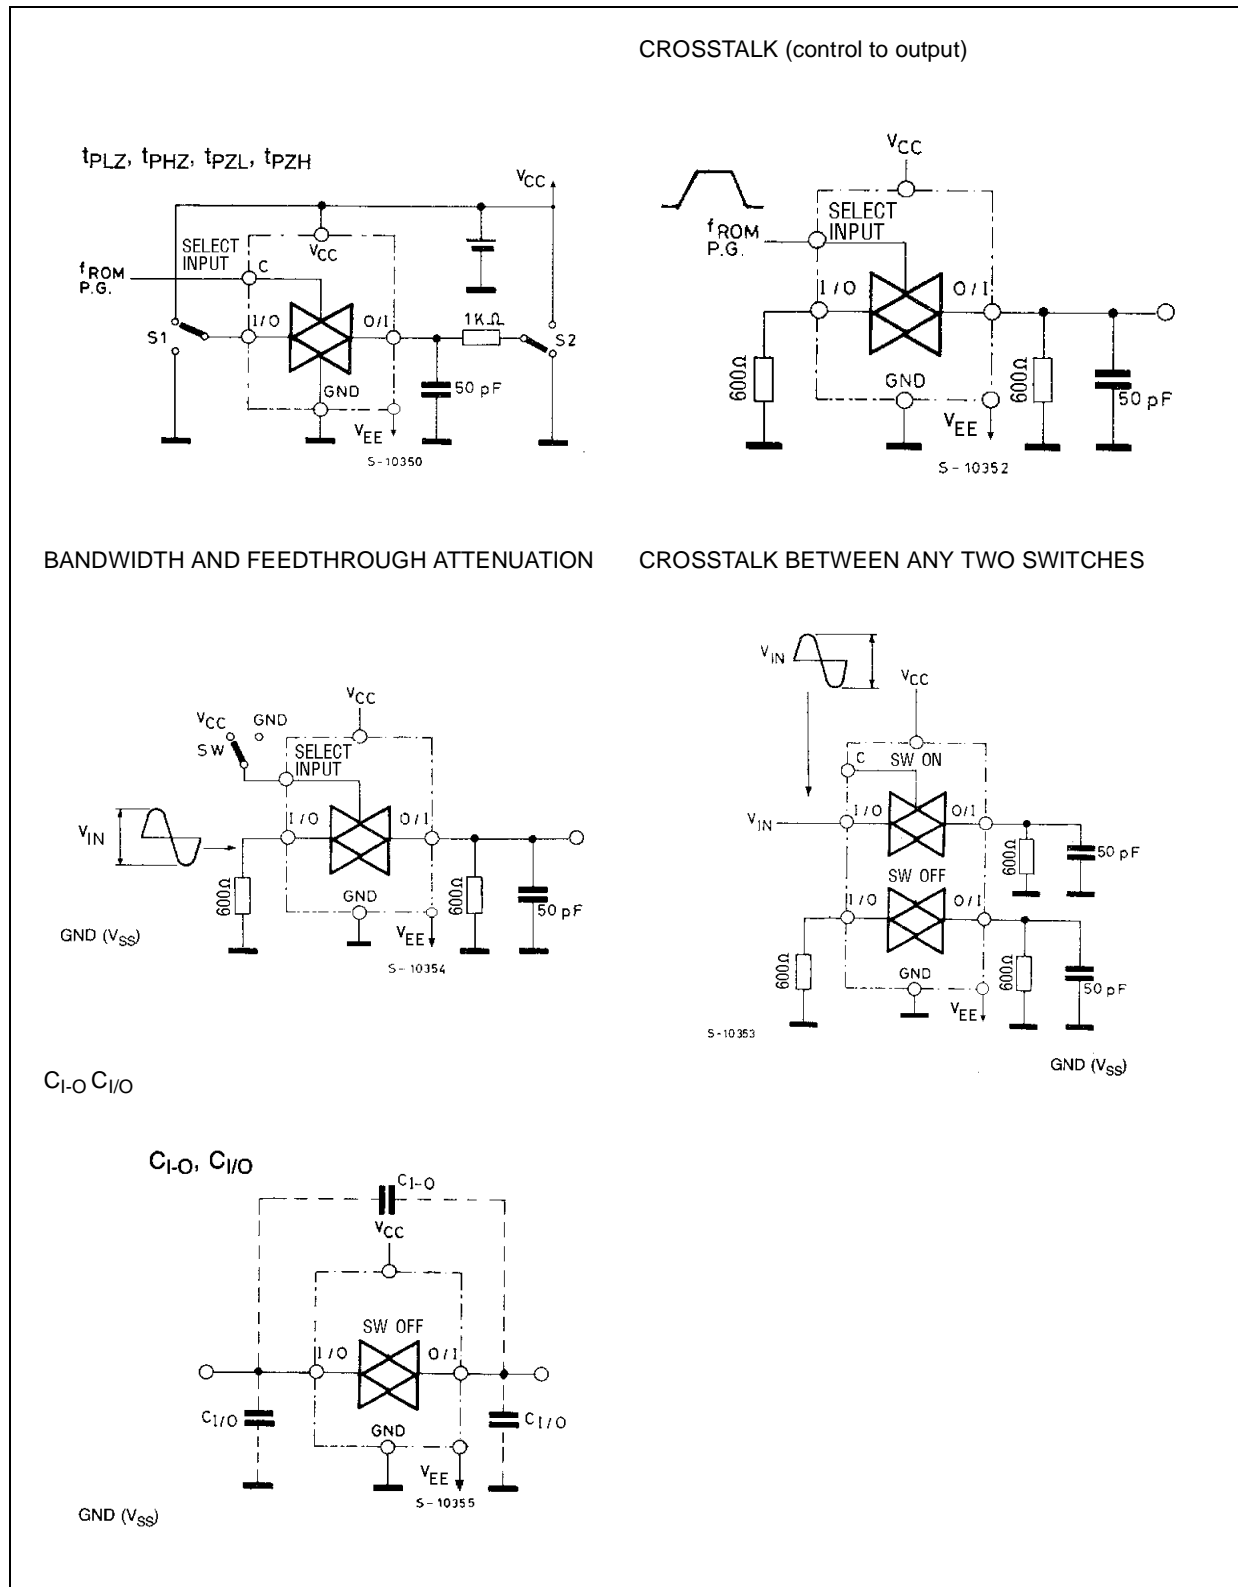 CROSSTALK (control to output)
tPLZ, tPHZ, tPZL, tPZH
VCC
SELECT
INPUT
VCC
fROM
P.G.
C
I/O
O/I
1KΩ
S1
S2
GND
50 pF
VEE
S-10350
VCC
SELECT
INPUT
fROM
P.G.
I/O
O/I
600Ω
GND
600Ω
50 pF
VEE
S-10352
BANDWIDTH AND FEEDTHROUGH ATTENUATION
CROSSTALK BETWEEN ANY TWO SWITCHES
VCC
VCC
GND
SW
SELECT
INPUT
VIN
I/O
O/I
600Ω
GND
600Ω
50 pF
VEE
GND (VSS)
S-10354
VIN
VCC
C
SW ON
VIN
I/O
O/I
600Ω
50 pF
SW OFF
I/O
O/I
600Ω
GND
600Ω
50 pF
VEE
S-10353
GND (VSS)
CI-O CI/O
CI-O, CI/O
CI-O
VCC
SW OFF
I/O
O/I
CI/O
GND
CI/O
VEE
S-10355
GND (VSS)